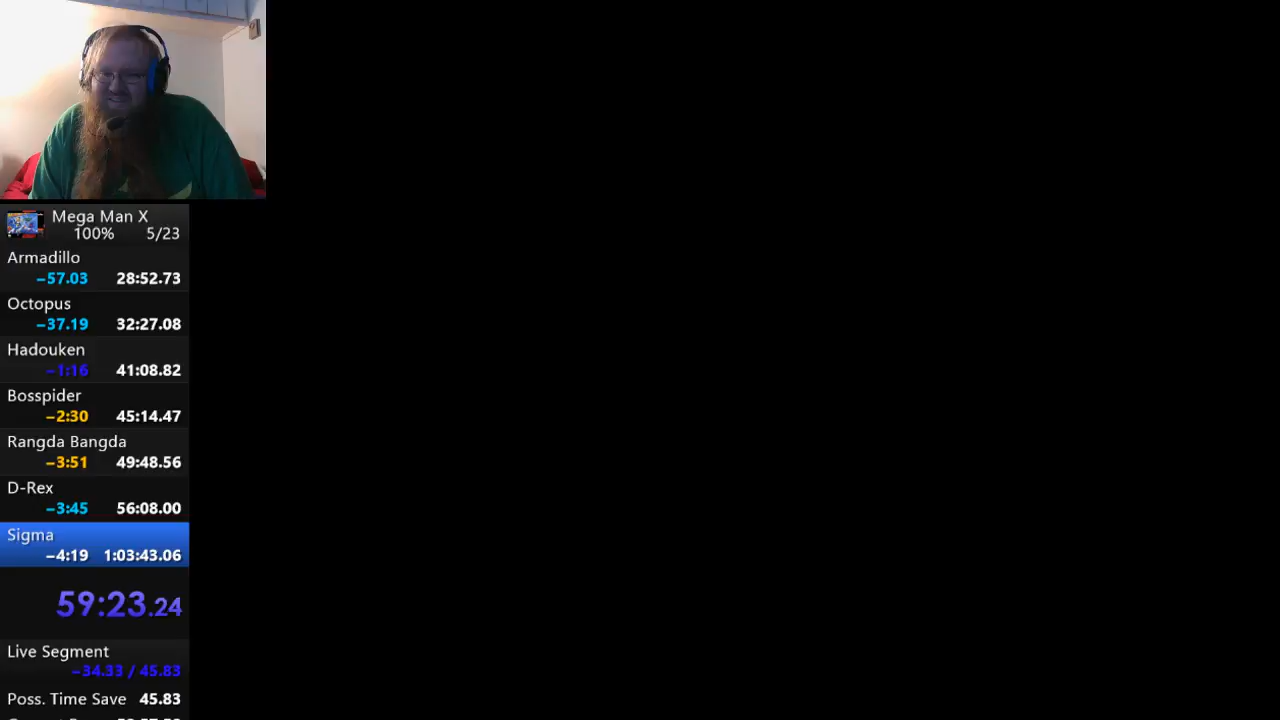 Mega Man X
100% 5/23
Armadillo
−57.03 28:52.73
Octopus
−37.19 32:27.08
Hadouken
−1:16 41:08.82
Bosspider
−2:30 45:14.47
Rangda Bangda
−3:51 49:48.56
D-Rex
−3:45 56:08.00
Sigma
−4:19 1:03:43.06
59:23.24
Live Segment
−34.33 / 45.83
Poss. Time Save 45.83